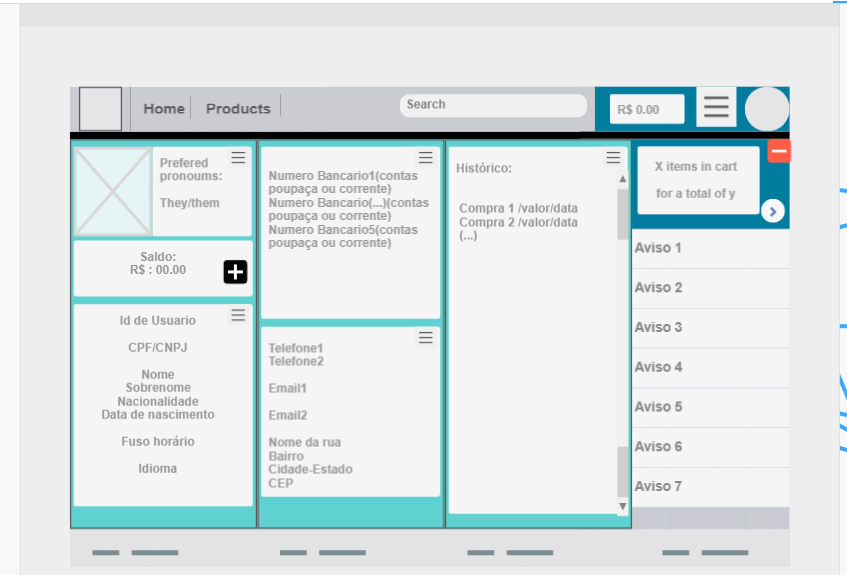 Home
Products
Search
R$ 0.00
Prefered
pronoums:
They/them
Saldo:
R$ : 00.00
Id de Usuario
CPF/CNPJ
Nome
Sobrenome
Nacionalidade
Data de nascimento
Fuso horário
Idioma
Numero Bancario1(contas
poupaça ou corrente)
Numero Bancario(...)(contas
poupaça ou corrente)
Numero Bancario5(contas
poupaça ou corrente)
Telefone1
Telefone2
Email1
Email2
Nome da rua
Bairro
Cidade-Estado
CEP
Histórico:
Compra 1 /valor/data
Compra 2 /valor/data
(...)
X items in cart
for a total of y
Aviso 1
Aviso 2
Aviso 3
Aviso 4
Aviso 5
Aviso 6
Aviso 7